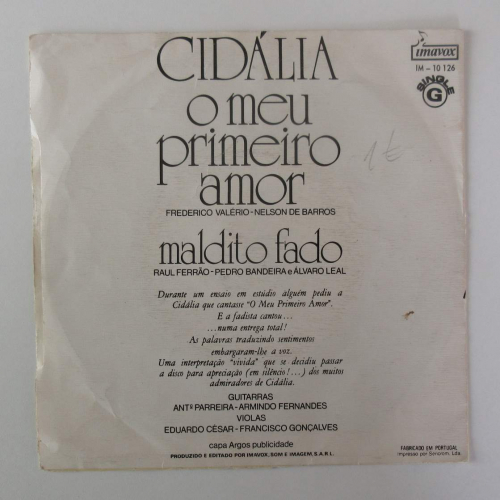 CIDÁLIA
o meu
primeiro
amor
FREDERICO VALÉRIO-NELSON DE BARROS
maldito fado
RAUL FERRÃO-PEDRO BANDEIRA e ÁLVARO LEAL
Durante um ensaio em estúdio alguém pediu a
Cidália que cantasse "O Meu Primeiro Amor".
E a fadista cantou...
...numa entrega total!
As palavras traduzindo sentimentos
embargaram-lhe a voz.
Uma interpretação "vivida" que se decidiu passar
a disco para apreciação (em silêncio!...) dos muitos
admiradores de Cidália.
GUITARRAS
ANTº PARREIRA-ARMINDO FERNANDES
VIOLAS
EDUARDO CÉSAR-FRANCISCO GONÇALVES
capa Argos publicidade
PRODUZIDO E EDITADO POR IMAVOX, SOM E IMAGEM, S.A.R.L.
imavox
IM-10 126
SINGLE
G
1€
FABRICADO EM PORTUGAL